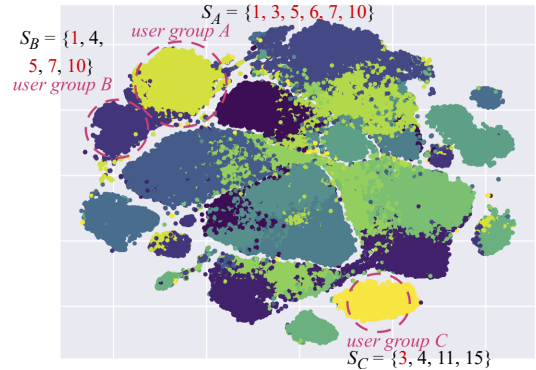 S_A = {1, 3, 5, 6, 7, 10}
user group A
S_B = {1, 4,
5, 7, 10}
user group B
user group C
S_C = {3, 4, 11, 15}